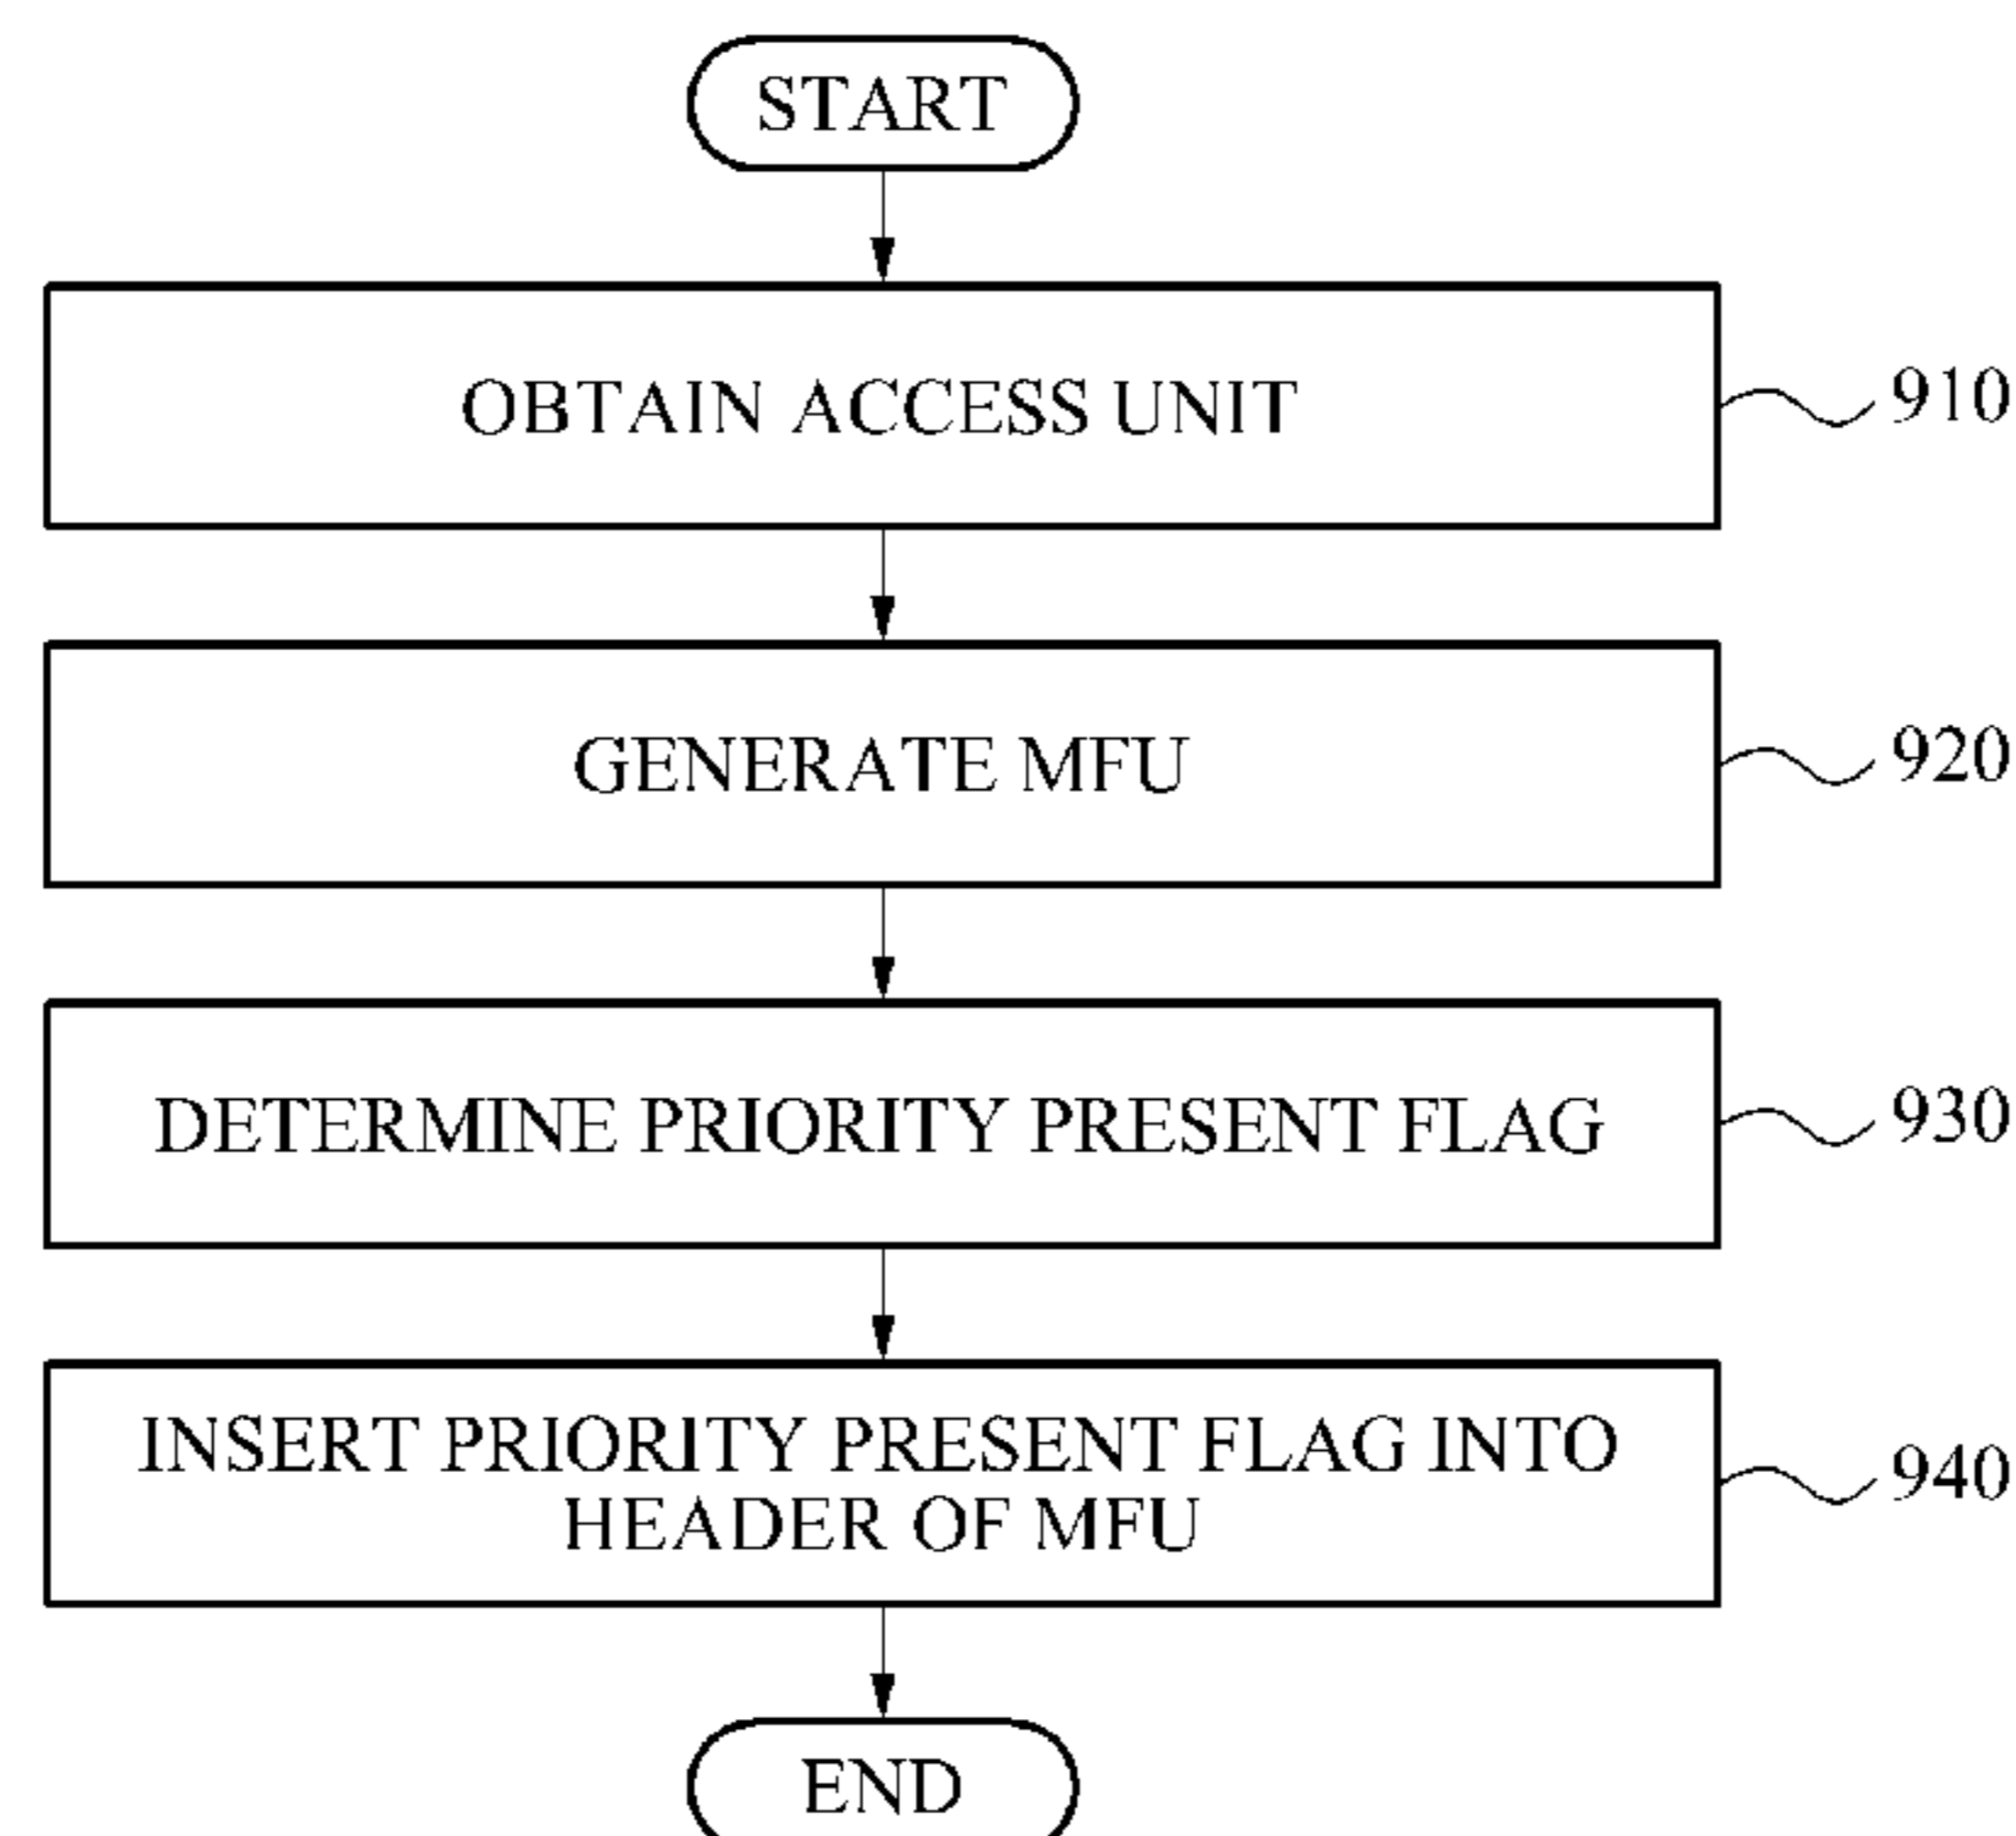 START
OBTAIN ACCESS UNIT
910
GENERATE MFU
920
DETERMINE PRIORITY PRESENT FLAG
930
INSERT PRIORITY PRESENT FLAG INTO
HEADER OF MFU
940
END